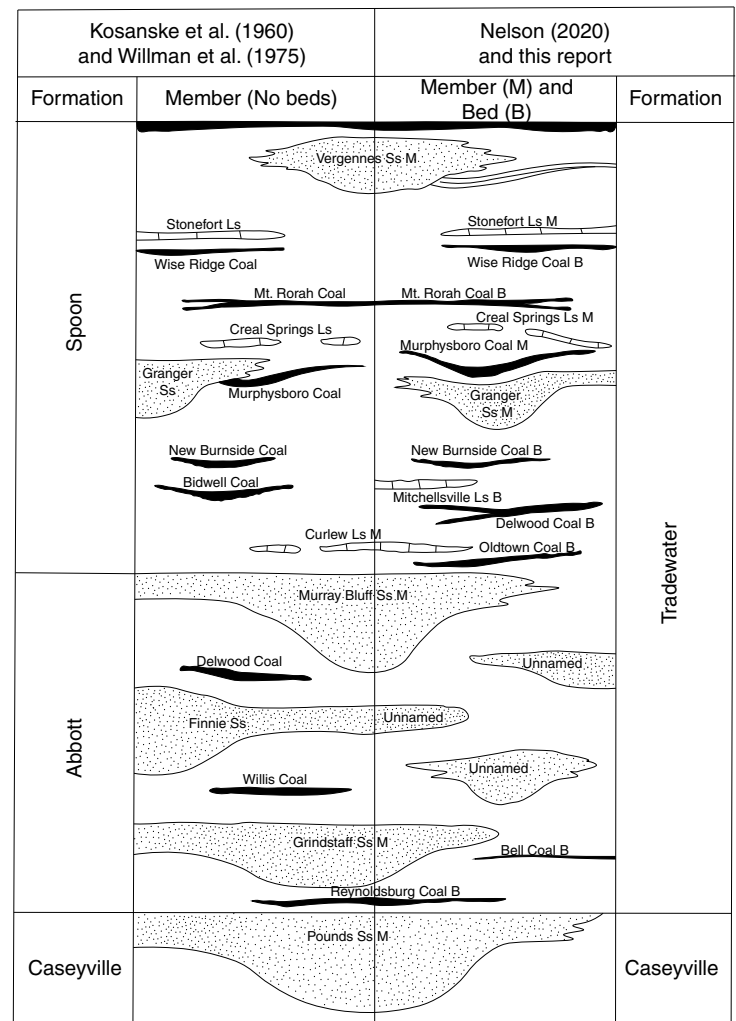 Kosanske et al. (1960)
and Willman et al. (1975)
Nelson (2020)
and this report
Formation
Member (No beds)
Member (M) and
Bed (B)
Formation
Vergennes Ss M
Stonefort Ls
Stonefort Ls M
Wise Ridge Coal
Wise Ridge Coal B
Mt. Rorah Coal
Mt. Rorah Coal B
Creal Springs Ls M
Creal Springs Ls
Murphysboro Coal M
Spoon
Granger
Ss
Murphysboro Coal
Granger
Ss M
New Burnside Coal
New Burnside Coal B
Bidwell Coal
Mitchellsville Ls B
Delwood Coal B
Curlew Ls M
Oldtown Coal B
Tradewater
Murray Bluff Ss M
Delwood Coal
Unnamed
Finnie Ss
Unnamed
Abbott
Unnamed
Willis Coal
Grindstaff Ss M
Bell Coal B
Reynoldsburg Coal B
Pounds Ss M
Caseyville
Caseyville